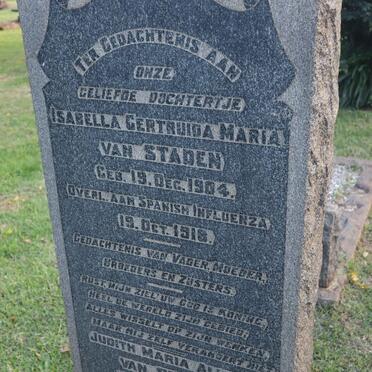 TER GEDACHTENIS AAN
ONZE
GELIEFDE DOCHTERTJE
ISABELLA GERTRUIDA MARIA
VAN STADEN
GEB. 19. DEC. 1904.
OVERL. AAN SPANISH INFLUENZA
19. OCT. 1918.
GEDACHTENIS VAN VADER, MOEDER,
BROEDERS EN ZUSTERS.
RUST, MIJN ZIEL, UW GOD IS KONING,
HEEL DE WERELD ZIJN GEBIED,
ALLES WISSELT OP ZIJN WENKEN,
MAAR HIJ ZELF VERANDERT NIET.
JUDITH MARIA
VAN